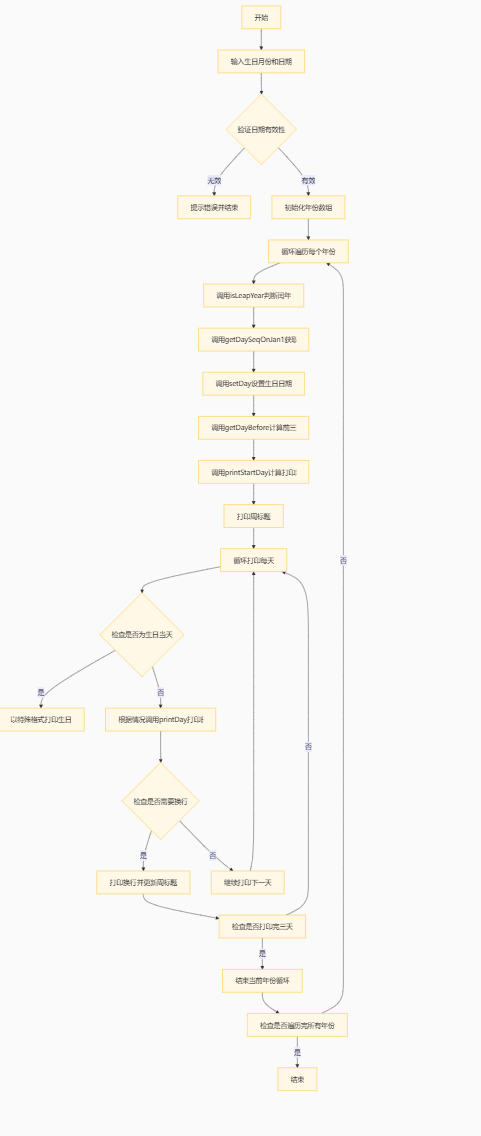 开始
输入生日月份和日期
验证日期有效性
无效
有效
提示错误并结束
初始化年份数组
循环遍历每个年份
调用isLeapYear判断闰年
调用getDaySeqOnJan1获取
调用setDay设置生日日期
调用getDayBefore计算前三
调用printStartDay计算打印
打印周标题
循环打印每天
否
检查是否为生日当天
是
否
以特殊格式打印生日
根据情况调用printDay打印
否
检查是否需要换行
是
否
打印换行并更新周标题
继续打印下一天
检查是否打印完三天
是
结束当前年份循环
检查是否遍历完所有年份
是
结束